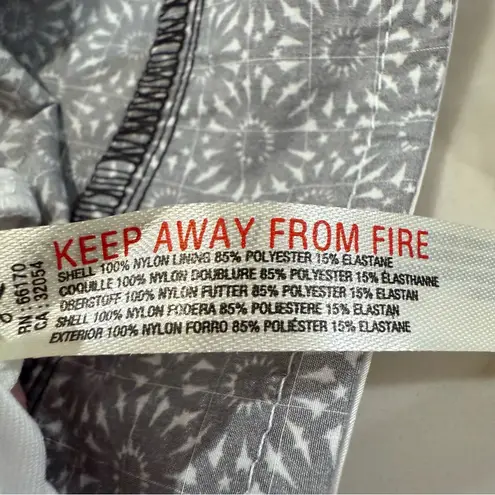 KEEP AWAY FROM FIRE
SHELL 100% NYLON LINING 85% POLYESTER 15% ELASTANE
COQUILLE 100% NYLON DOUBLURE 85% POLYESTER 15% ÉLASTHANNE
OBERSTOFF 100% NYLON FUTTER 85% POLYESTER 15% ELASTAN
SHELL 100% NYLON FODERA 85% POLIESTERE 15% ELASTAN
EXTERIOR 100% NYLON FORRO 85% POLIÉSTER 15% ELASTANE
RN: 66170
CA: 32054